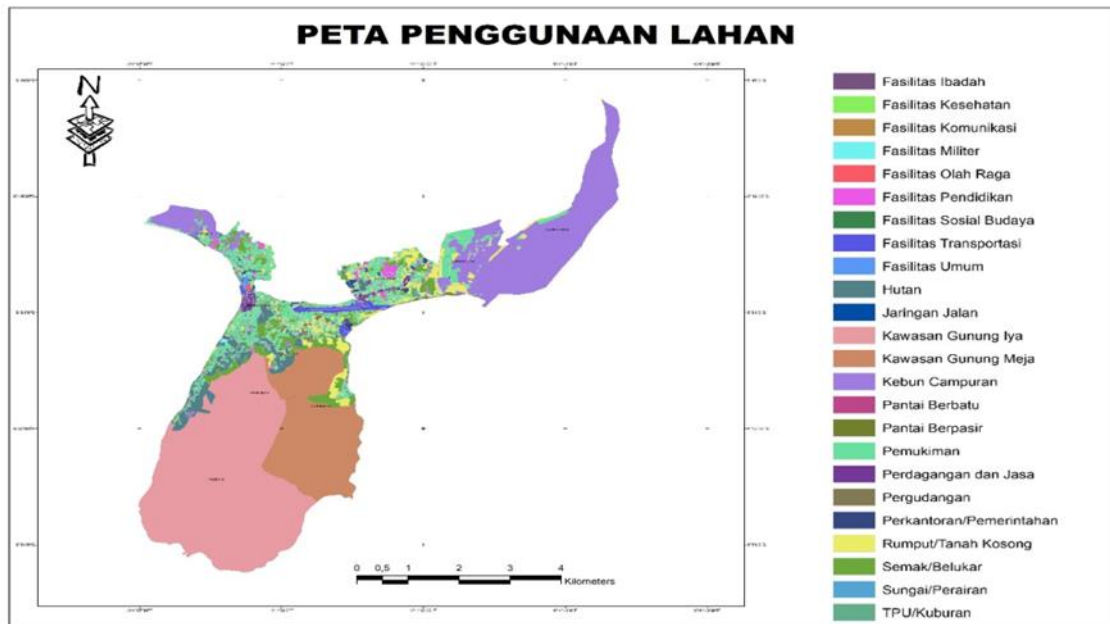 PETA PENGGUNAAN LAHAN
N
Fasilitas Ibadah
Fasilitas Kesehatan
Fasilitas Komunikasi
Fasilitas Militer
Fasilitas Olah Raga
Fasilitas Pendidikan
Fasilitas Sosial Budaya
Fasilitas Transportasi
Fasilitas Umum
Hutan
Jaringan Jalan
Kawasan Gunung Iya
Kawasan Gunung Meja
Kebun Campuran
Pantai Berbatu
Pantai Berpasir
Pemukiman
Perdagangan dan Jasa
Pergudangan
Perkantoran/Pemerintahan
Rumput/Tanah Kosong
Semak/Belukar
Sungai/Perairan
TPU/Kuburan
0 0,5 1 2 3 4
Kilometers